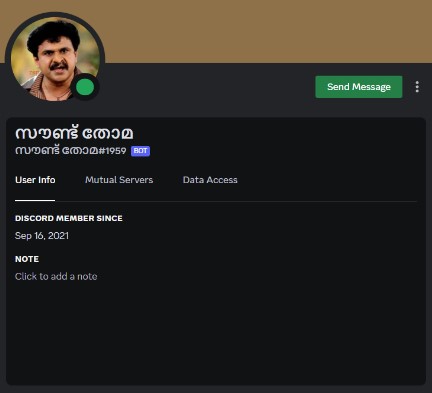 Send Message
സൗണ്ട് തോമ
സൗണ്ട് തോമ#1959 BOT
User Info Mutual Servers Data Access
DISCORD MEMBER SINCE
Sep 16, 2021
NOTE
Click to add a note